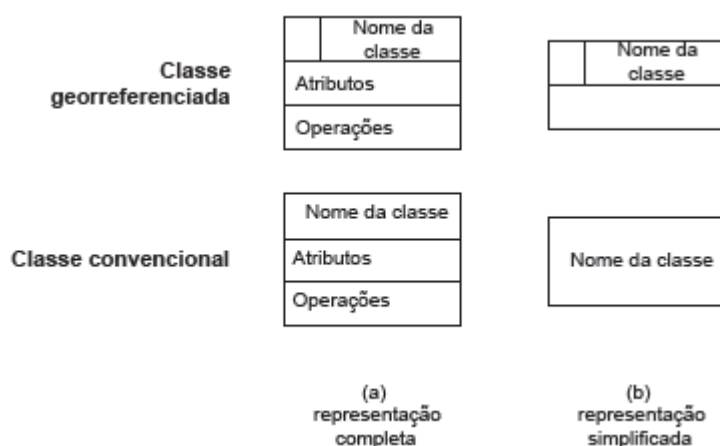 Classe
georreferenciada
Nome da
classe
Atributos
Operações
Nome da
classe
Classe convencional
Nome da classe
Atributos
Operações
Nome da classe
(a)
representação
completa
(b)
representação
simplificada